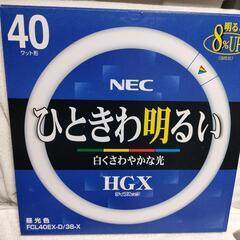 明る
8%UP
40
ワット形
NEC
ひときわ明るい
白くさわやかな光
HGX
昼光色
FCL40EX-D/38-X